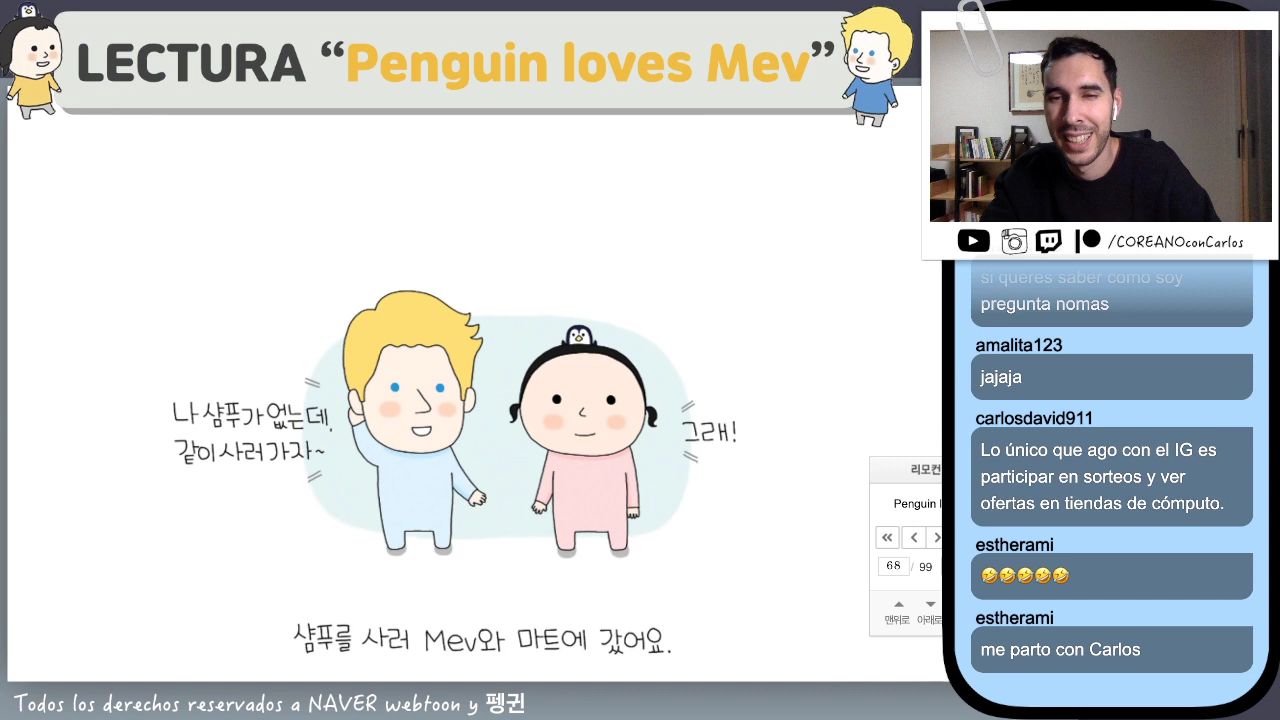 LECTURA “Penguin loves Mev”
/COREANOconCarlos
나 샴푸가 없는데,
같이 사러 가자~
그래!
샴푸를 사러 Mev와 마트에 갔어요.
리모컨
Penguin l
68 / 99
맨위로 아래로
si queres saber como soy
pregunta nomas
amalita123
jajaja
carlosdavid911
Lo único que ago con el IG es
participar en sorteos y ver
ofertas en tiendas de cómputo.
estherami
🤣🤣🤣🤣🤣
estherami
me parto con Carlos
Todos los derechos reservados a NAVER webtoon y 펭귄